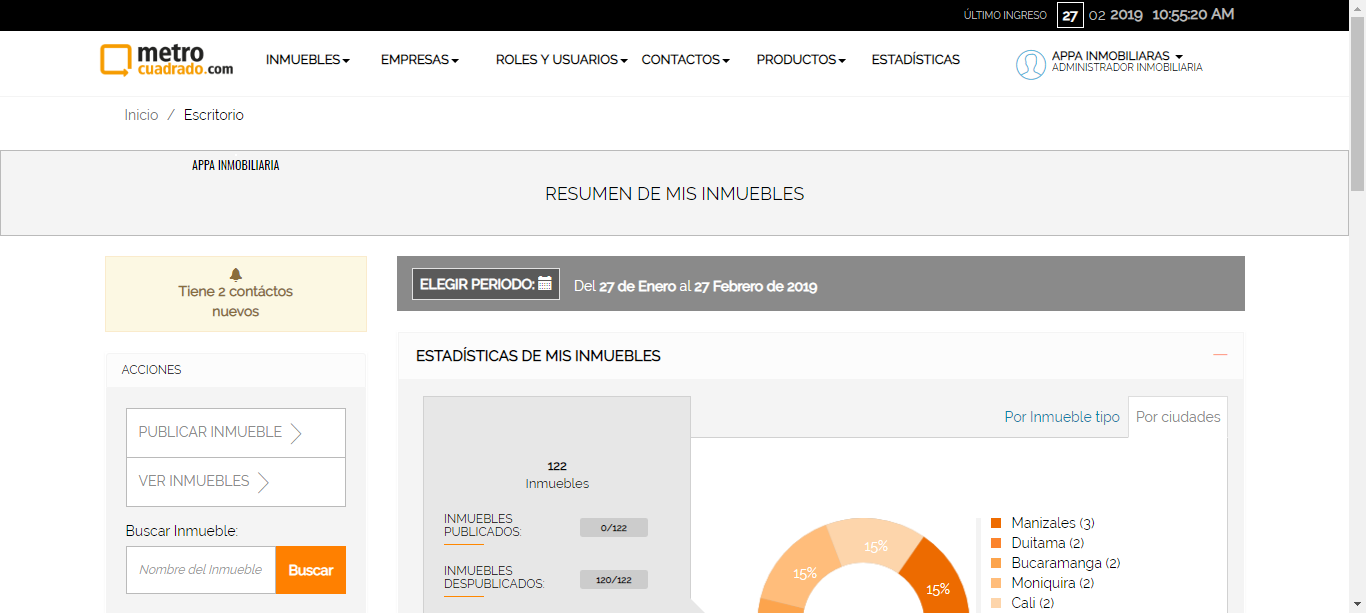 ÚLTIMO INGRESO 27 02 2019 10:55:20 AM
metro
cuadrado.com
INMUEBLES EMPRESAS ROLES Y USUARIOS CONTACTOS PRODUCTOS ESTADÍSTICAS
APPA INMOBILIARAS
ADMINISTRADOR INMOBILIARIA
Inicio / Escritorio
APPA INMOBILIARIA
RESUMEN DE MIS INMUEBLES
Tiene 2 contáctos
nuevos
ACCIONES
PUBLICAR INMUEBLE
VER INMUEBLES
Buscar Inmueble:
Nombre del Inmueble Buscar
ELEGIR PERIODO: Del 27 de Enero al 27 Febrero de 2019
ESTADÍSTICAS DE MIS INMUEBLES
122
Inmuebles
INMUEBLES
PUBLICADOS: 0/122
INMUEBLES
DESPUBLICADOS: 120/122
Por Inmueble tipo Por ciudades
15%
15%
15%
Manizales (3)
Duitama (2)
Bucaramanga (2)
Moniquira (2)
Cali (2)